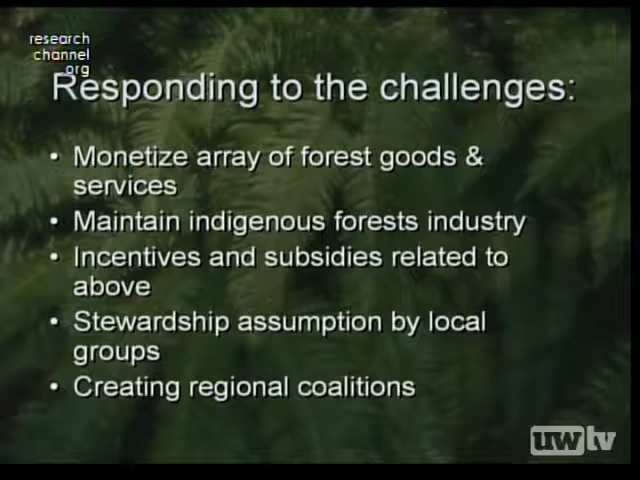 research
channel
.org
Responding to the challenges:
• Monetize array of forest goods &
services
• Maintain indigenous forests industry
• Incentives and subsidies related to
above
• Stewardship assumption by local
groups
• Creating regional coalitions
uwtv